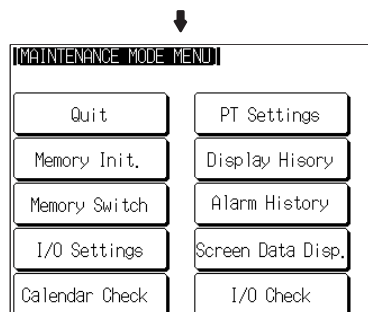 [MAINTENANCE MODE MENU]
Quit
PT Settings
Memory Init.
Display Hisory
Memory Switch
Alarm History
I/O Settings
Screen Data Disp.
Calendar Check
I/O Check